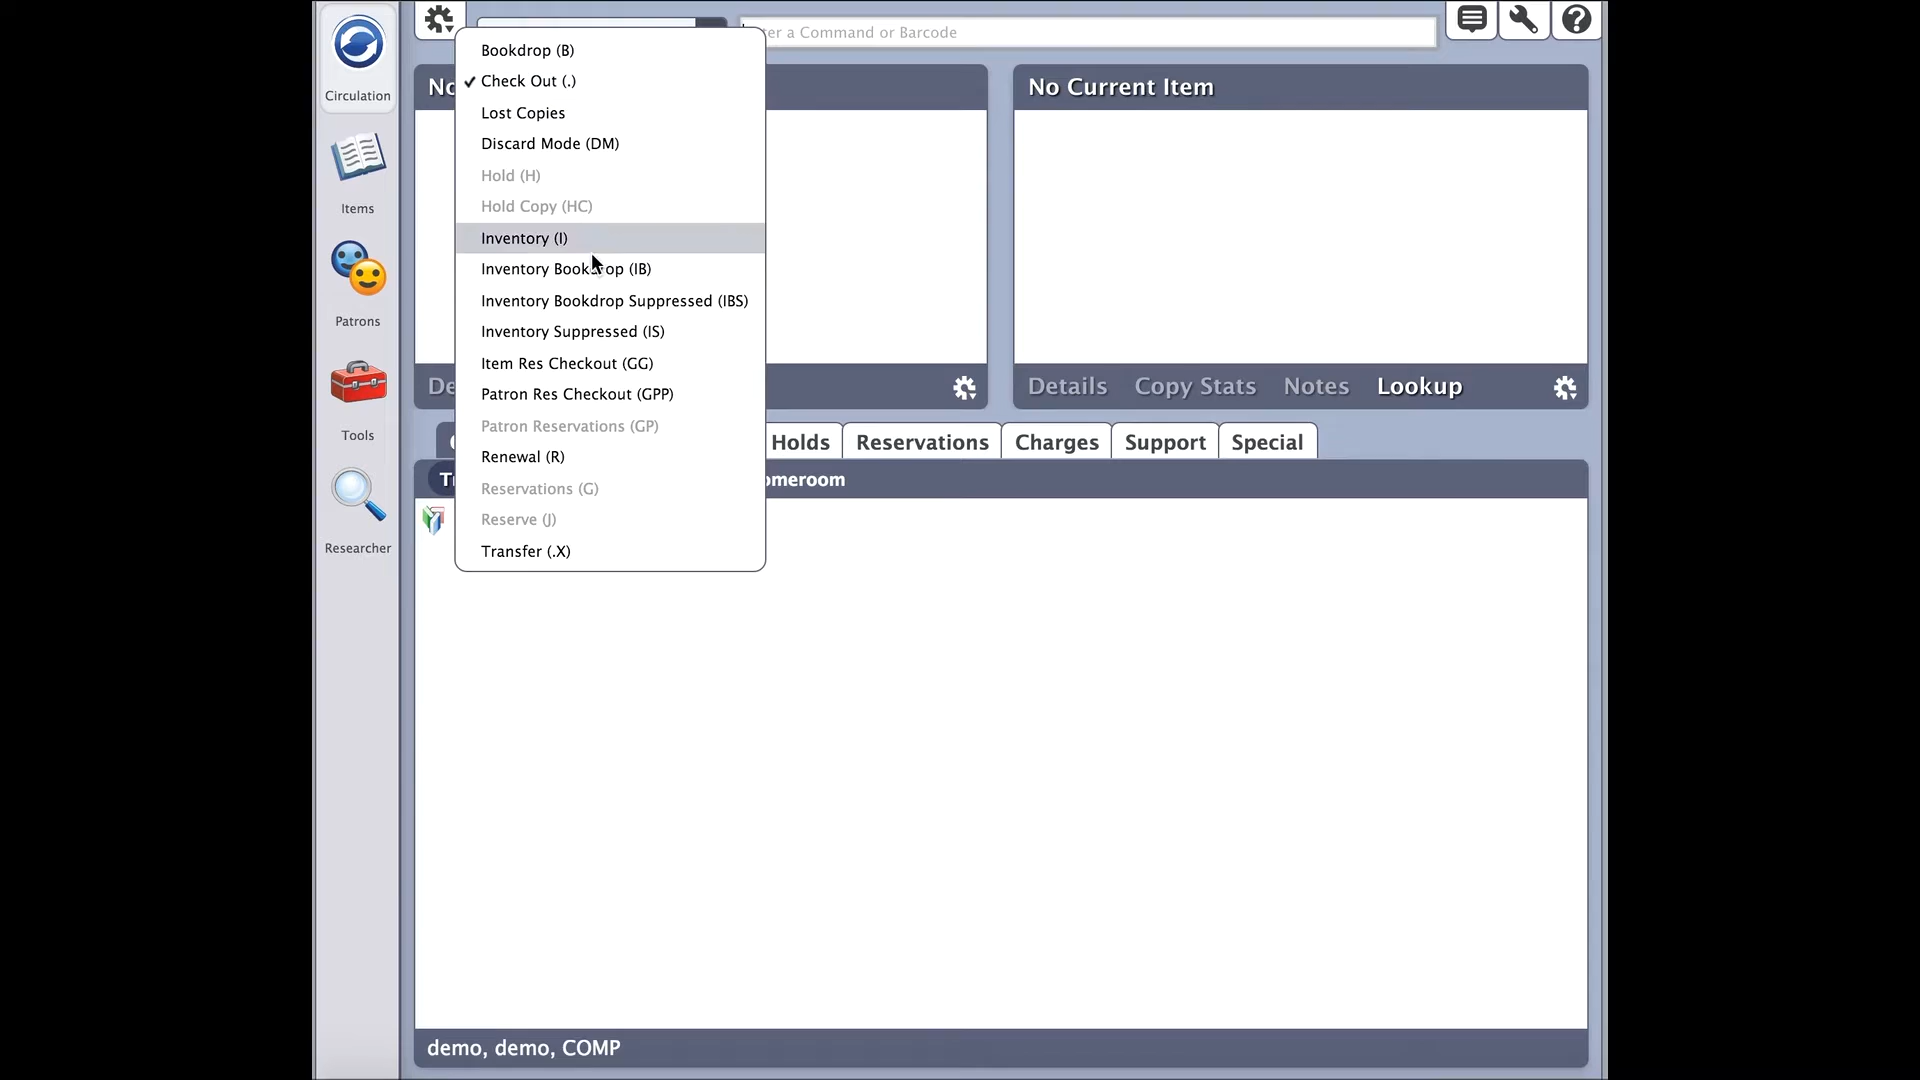 Circulation
Items
Patrons
Tools
Researcher
Bookdrop (B)
✓ Check Out (.)
Lost Copies
Discard Mode (DM)
Hold (H)
Hold Copy (HC)
Inventory (I)
Inventory Bookdrop (IB)
Inventory Bookdrop Suppressed (IBS)
Inventory Suppressed (IS)
Item Res Checkout (GG)
Patron Res Checkout (GPP)
Patron Reservations (GP)
Renewal (R)
Reservations (G)
Reserve (J)
Transfer (.X)
a Command or Barcode
No Current Item
Details Copy Stats Notes Lookup
Holds Reservations Charges Support Special
demo, demo, COMP